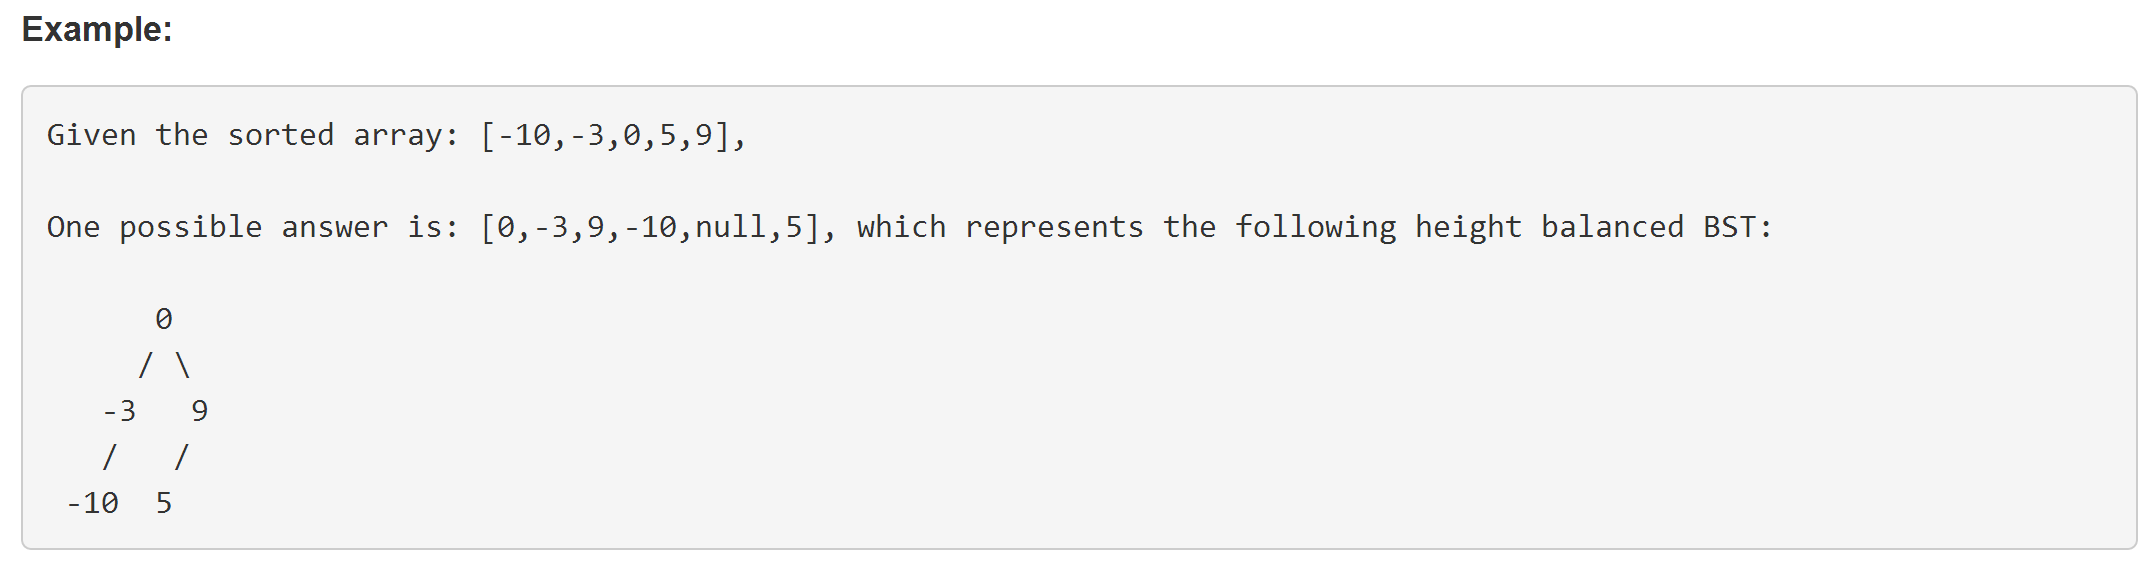 Example:
Given the sorted array: [-10,-3,0,5,9],
One possible answer is: [0,-3,9,-10,null,5], which represents the following height balanced BST:
      0
     / \
   -3   9
   /   /
 -10  5